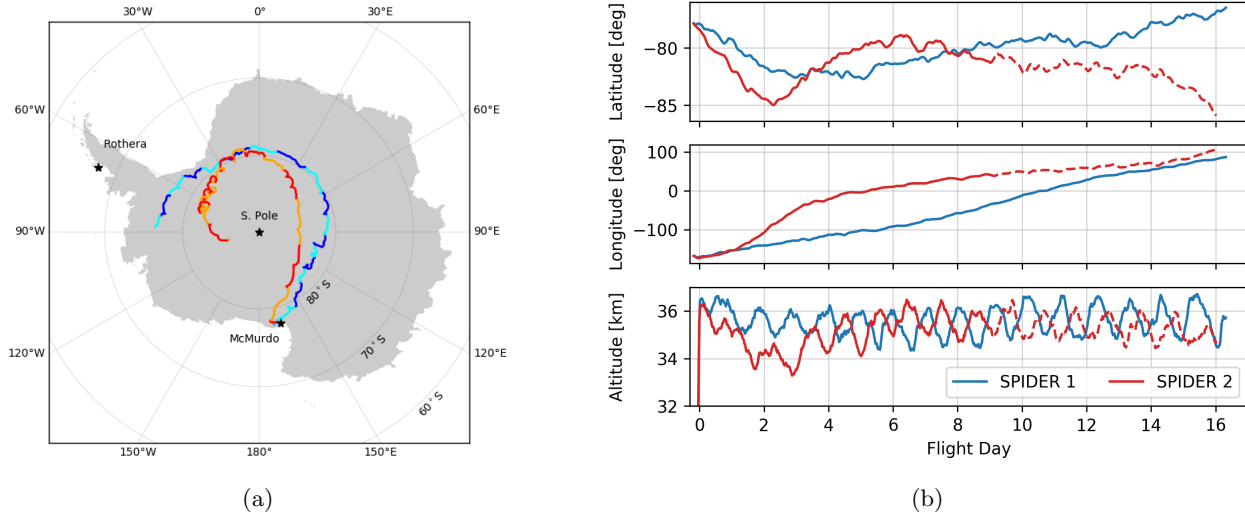 30°W 0° 30°E
60°W 60°E
Rothera
S. Pole
90°W 90°E
80°S
McMurdo
70°S
120°W 120°E
60°S
150°W 180° 150°E
(a)
Latitude [deg]
−80
−85
Longitude [deg]
100
0
−100
Altitude [km]
36
34
32
SPIDER 1 SPIDER 2
0 2 4 6 8 10 12 14 16
Flight Day
(b)